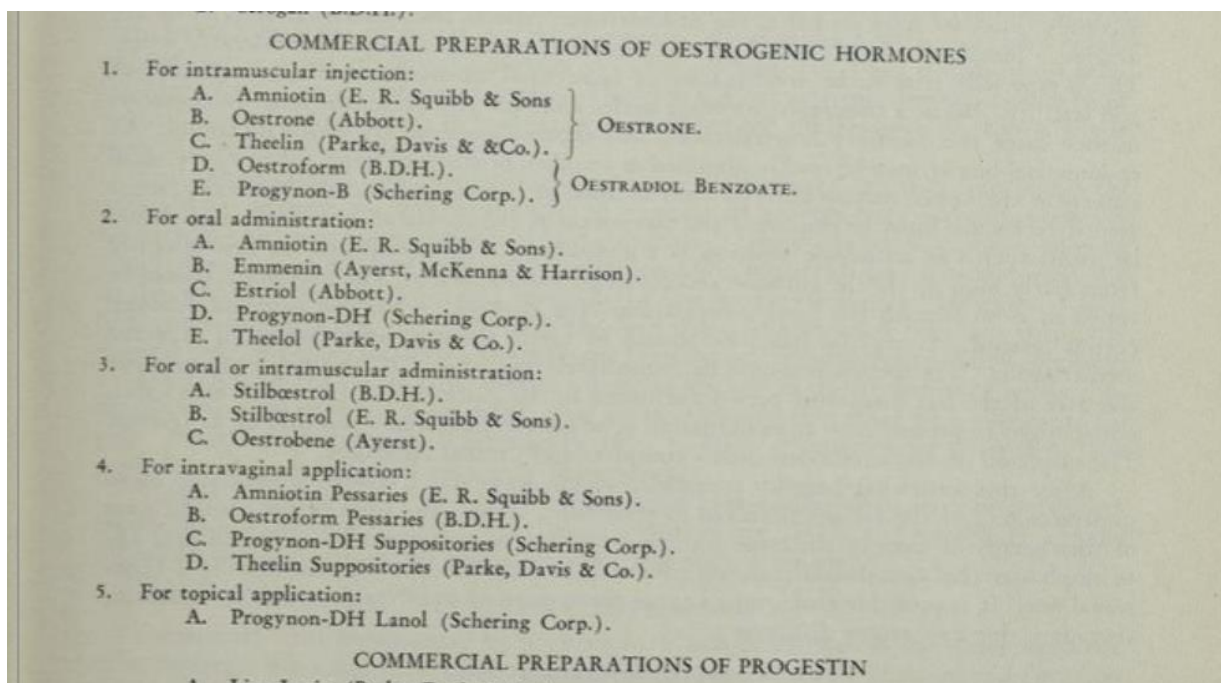 COMMERCIAL PREPARATIONS OF OESTROGENIC HORMONES
1. For intramuscular injection:
A. Amniotin (E. R. Squibb & Sons
B. Oestrone (Abbott).
C. Theelin (Parke, Davis & &Co.).
OESTRONE.
D. Oestroform (B.D.H.).
E. Progynon-B (Schering Corp.).
OESTRADIOL BENZOATE.
2. For oral administration:
A. Amniotin (E. R. Squibb & Sons).
B. Emmenin (Ayerst, McKenna & Harrison).
C. Estriol (Abbott).
D. Progynon-DH (Schering Corp.).
E. Theelol (Parke, Davis & Co.).
3. For oral or intramuscular administration:
A. Stilbœstrol (B.D.H.).
B. Stilbœstrol (E. R. Squibb & Sons).
C. Oestrobene (Ayerst).
4. For intravaginal application:
A. Amniotin Pessaries (E. R. Squibb & Sons).
B. Oestroform Pessaries (B.D.H.).
C. Progynon-DH Suppositories (Schering Corp.).
D. Theelin Suppositories (Parke, Davis & Co.).
5. For topical application:
A. Progynon-DH Lanol (Schering Corp.).
COMMERCIAL PREPARATIONS OF PROGESTIN